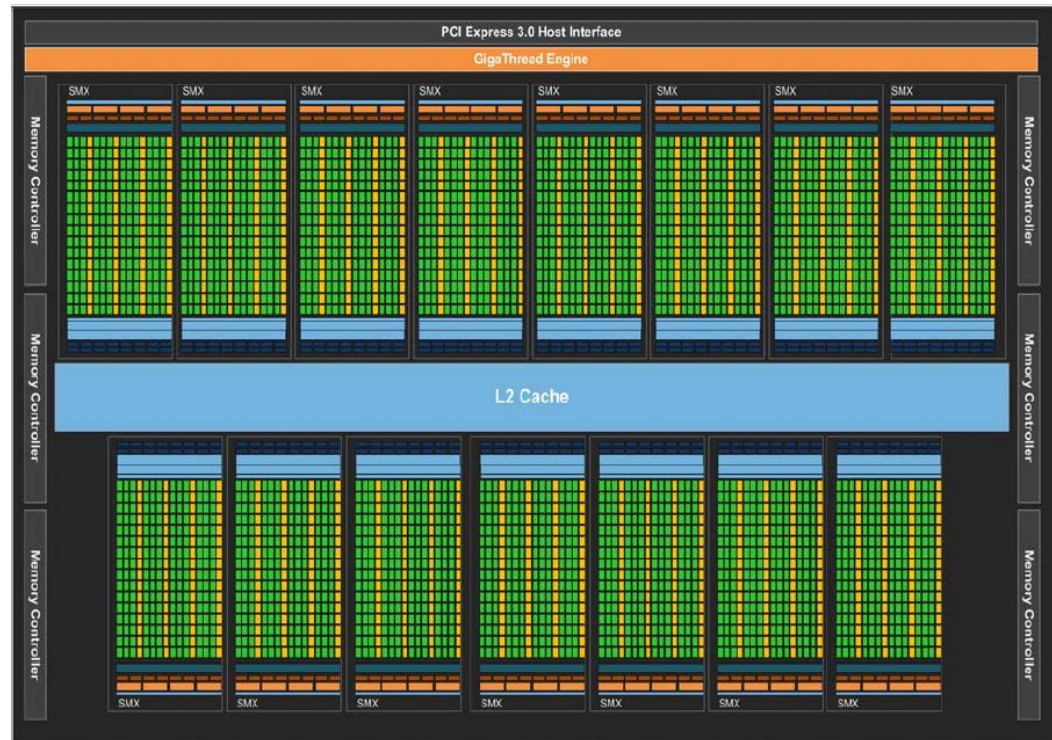 PCI Express 3.0 Host Interface
GigaThread Engine
SMX SMX SMX SMX SMX SMX SMX SMX
Memory Controller
Memory Controller
Memory Controller
Memory Controller
L2 Cache
Memory Controller
Memory Controller
SMX SMX SMX SMX SMX SMX SMX